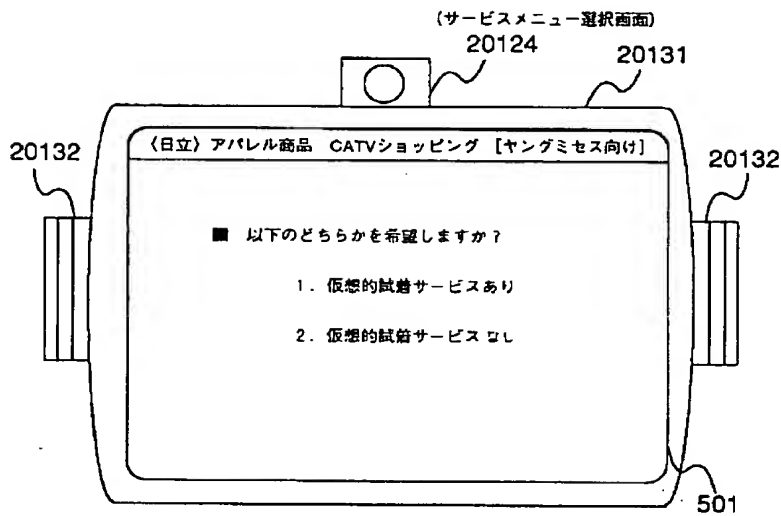 (サービスメニュー選択画面)
20124
20131
20132
20132
〈日立〉アパレル商品 CATVショッピング [ヤングミセス向け]
■ 以下のどちらかを希望しますか?
1. 仮想的試着サービスあり
2. 仮想的試着サービスなし
501